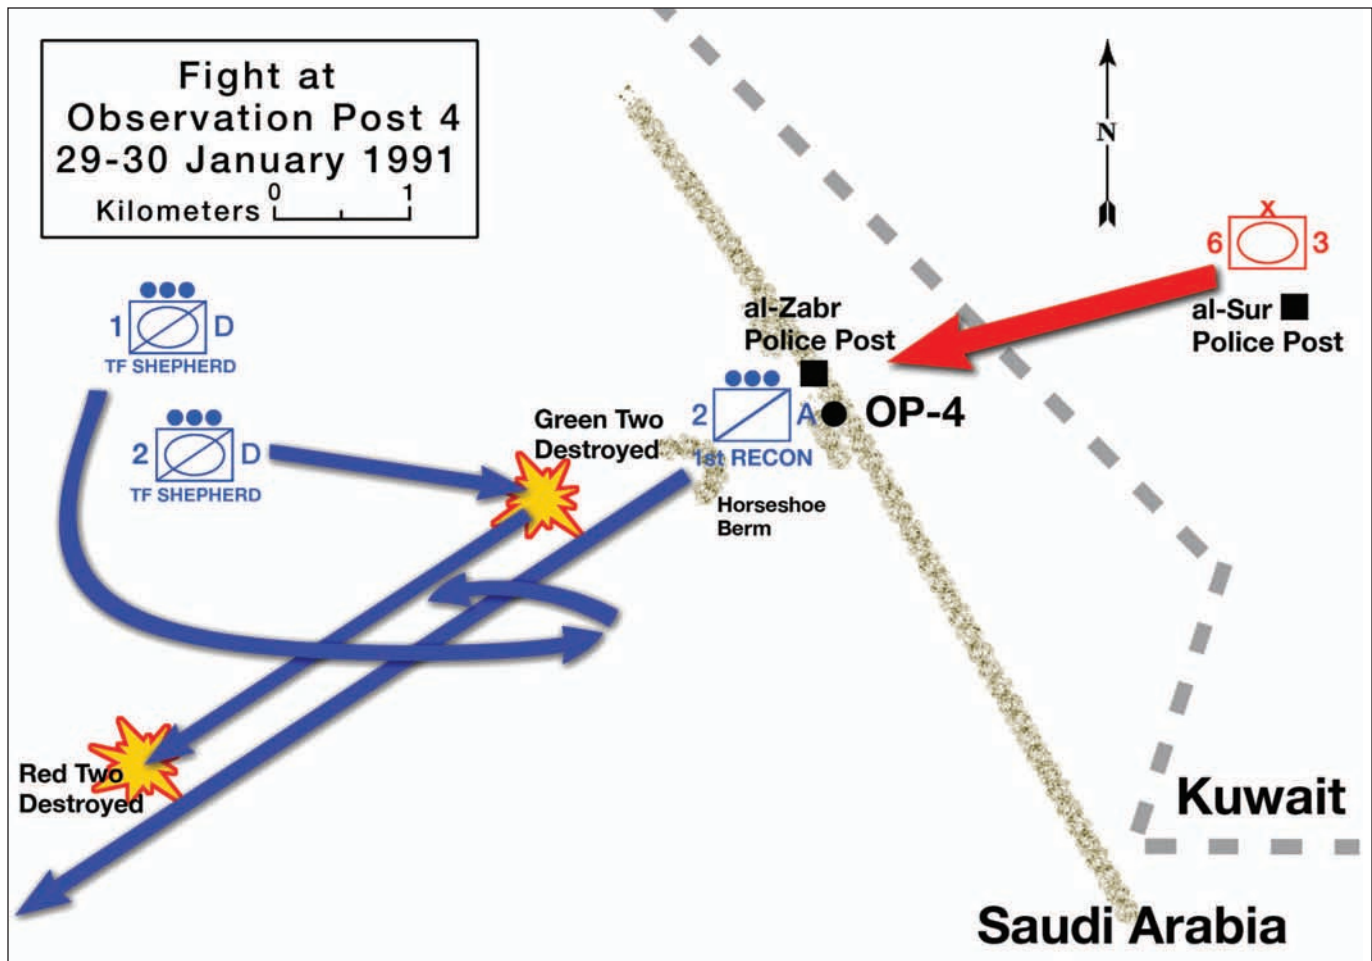 Fight at
Observation Post 4
29-30 January 1991
0 1
Kilometers
N
X
6 3
al-Sur
Police Post
al-Zabr
Police Post
1 D
TF SHEPHERD
2 D
TF SHEPHERD
2 A
1st RECON
OP-4
Green Two
Destroyed
Horseshoe
Berm
Red Two
Destroyed
Kuwait
Saudi Arabia